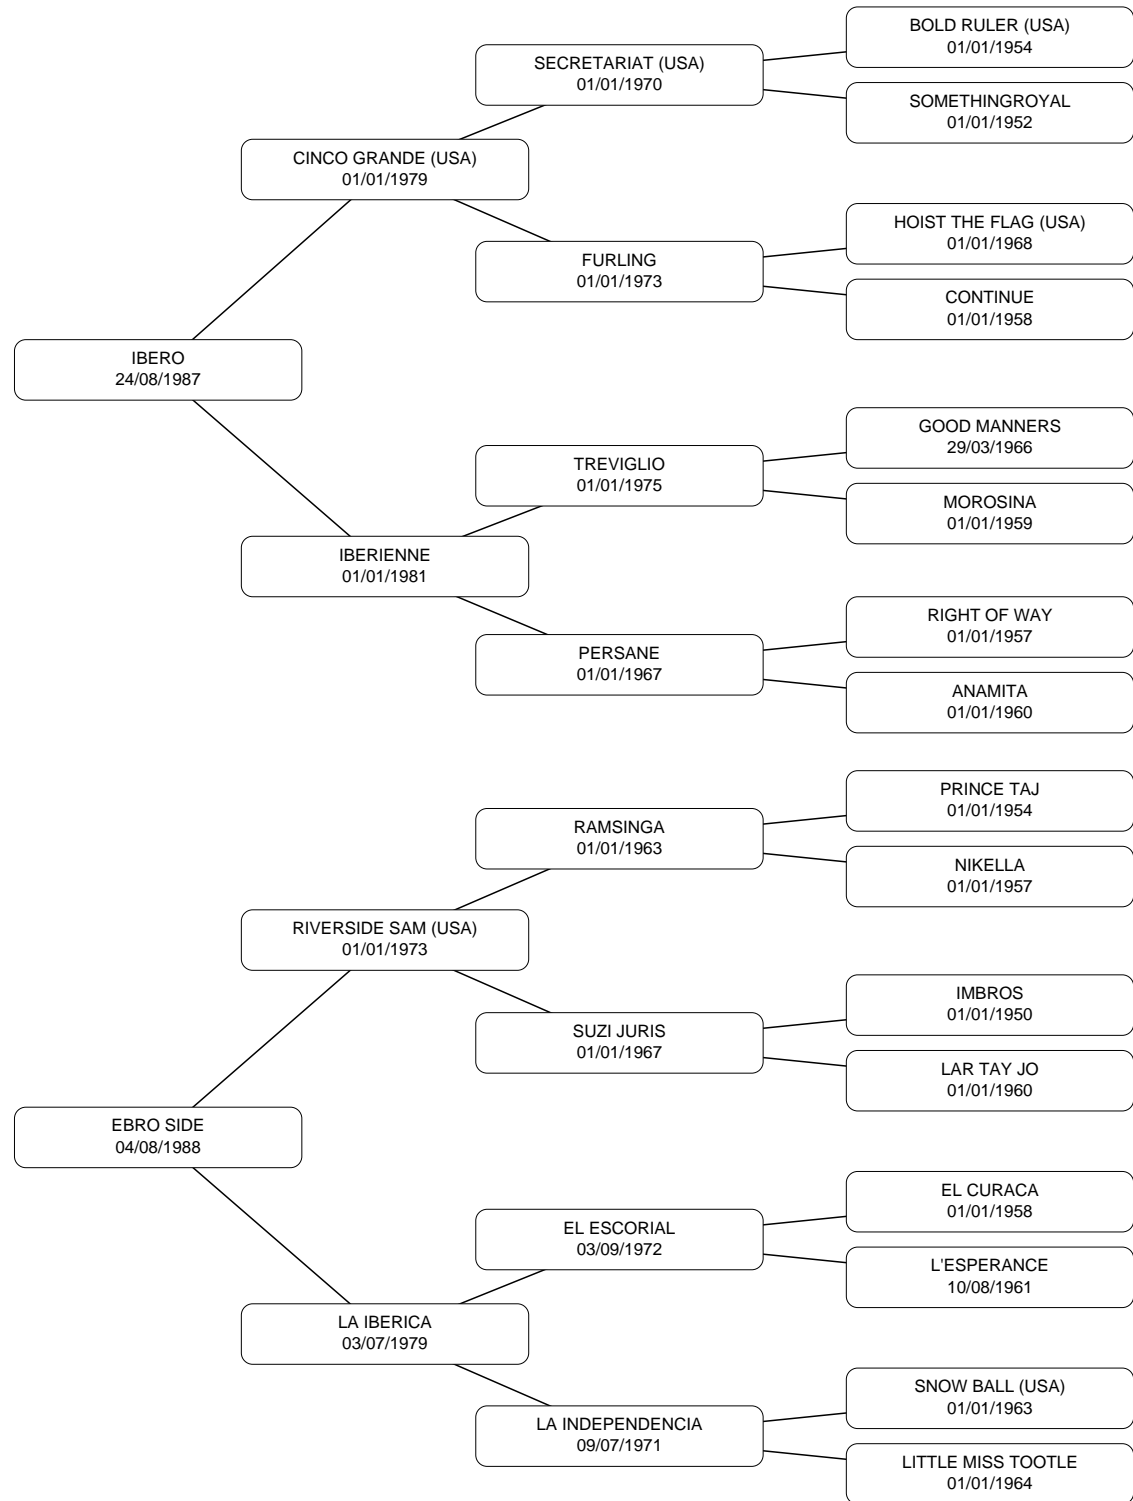 BOLD RULER (USA)
01/01/1954
SECRETARIAT (USA)
01/01/1970
SOMETHINGROYAL
01/01/1952
CINCO GRANDE (USA)
01/01/1979
HOIST THE FLAG (USA)
01/01/1968
FURLING
01/01/1973
CONTINUE
01/01/1958
IBERO
24/08/1987
GOOD MANNERS
29/03/1966
TREVIGLIO
01/01/1975
MOROSINA
01/01/1959
IBERIENNE
01/01/1981
RIGHT OF WAY
01/01/1957
PERSANE
01/01/1967
ANAMITA
01/01/1960
PRINCE TAJ
01/01/1954
RAMSINGA
01/01/1963
NIKELLA
01/01/1957
RIVERSIDE SAM (USA)
01/01/1973
IMBROS
01/01/1950
SUZI JURIS
01/01/1967
LAR TAY JO
01/01/1960
EBRO SIDE
04/08/1988
EL CURACA
01/01/1958
EL ESCORIAL
03/09/1972
L'ESPERANCE
10/08/1961
LA IBERICA
03/07/1979
SNOW BALL (USA)
01/01/1963
LA INDEPENDENCIA
09/07/1971
LITTLE MISS TOOTLE
01/01/1964